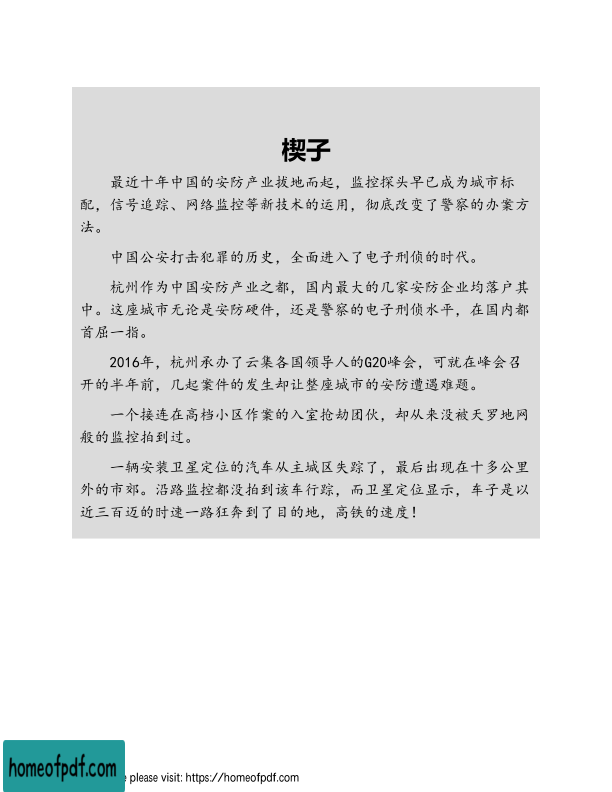 楔子
最近十年中国的安防产业拔地而起，监控探头早已成为城市标
配，信号追踪、网络监控等新技术的运用，彻底改变了警察的办案方
法。
中国公安打击犯罪的历史，全面进入了电子刑侦的时代。
杭州作为中国安防产业之都，国内最大的几家安防企业均落户其
中。这座城市无论是安防硬件，还是警察的电子刑侦水平，在国内都
首屈一指。
2016年，杭州承办了云集各国领导人的G20峰会，可就在峰会召
开的半年前，几起案件的发生却让整座城市的安防遭遇难题。
一个接连在高档小区作案的入室抢劫团伙，却从来没被天罗地网
般的监控拍到过。
一辆安装卫星定位的汽车从主城区失踪了，最后出现在十多公里
外的市郊。沿路监控都没拍到该车行踪，而卫星定位显示，车子是以
近三百迈的时速一路狂奔到了目的地，高铁的速度！
homeofpdf.com
e please visit: https://homeofpdf.com